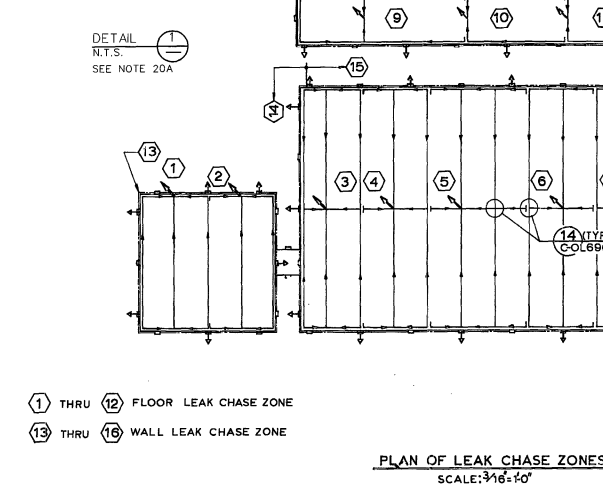 9
10
DETAIL 1
N.T.S.
SEE NOTE 20A
15
14
13
1
2
3
4
5
6
14 (TYP
C-OL69
1 THRU 12 FLOOR LEAK CHASE ZONE
13 THRU 16 WALL LEAK CHASE ZONE
PLAN OF LEAK CHASE ZONES
SCALE: 3/16"=1'-0"